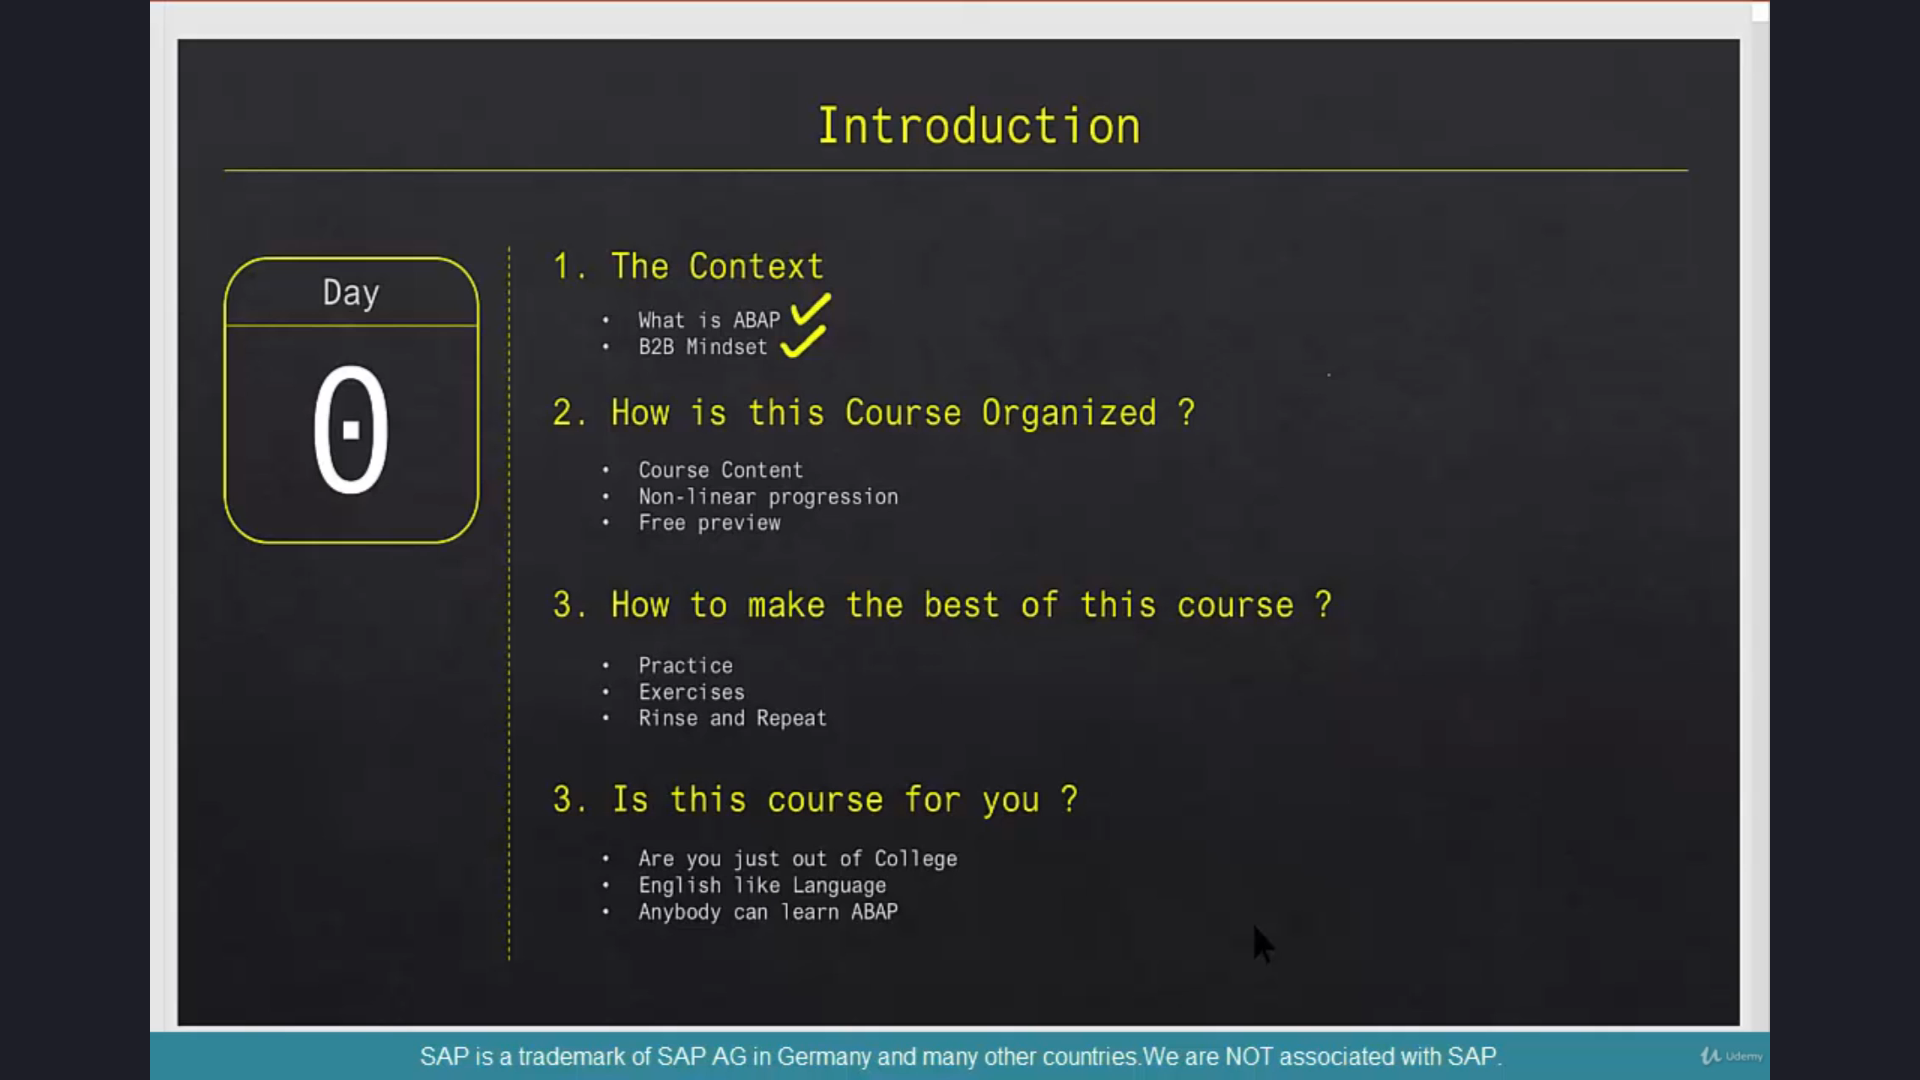 Introduction
Day
0
1. The Context
• What is ABAP
• B2B Mindset
2. How is this Course Organized ?
• Course Content
• Non-linear progression
• Free preview
3. How to make the best of this course ?
• Practice
• Exercises
• Rinse and Repeat
3. Is this course for you ?
• Are you just out of College
• English like Language
• Anybody can learn ABAP
SAP is a trademark of SAP AG in Germany and many other countries.We are NOT associated with SAP.
Udemy